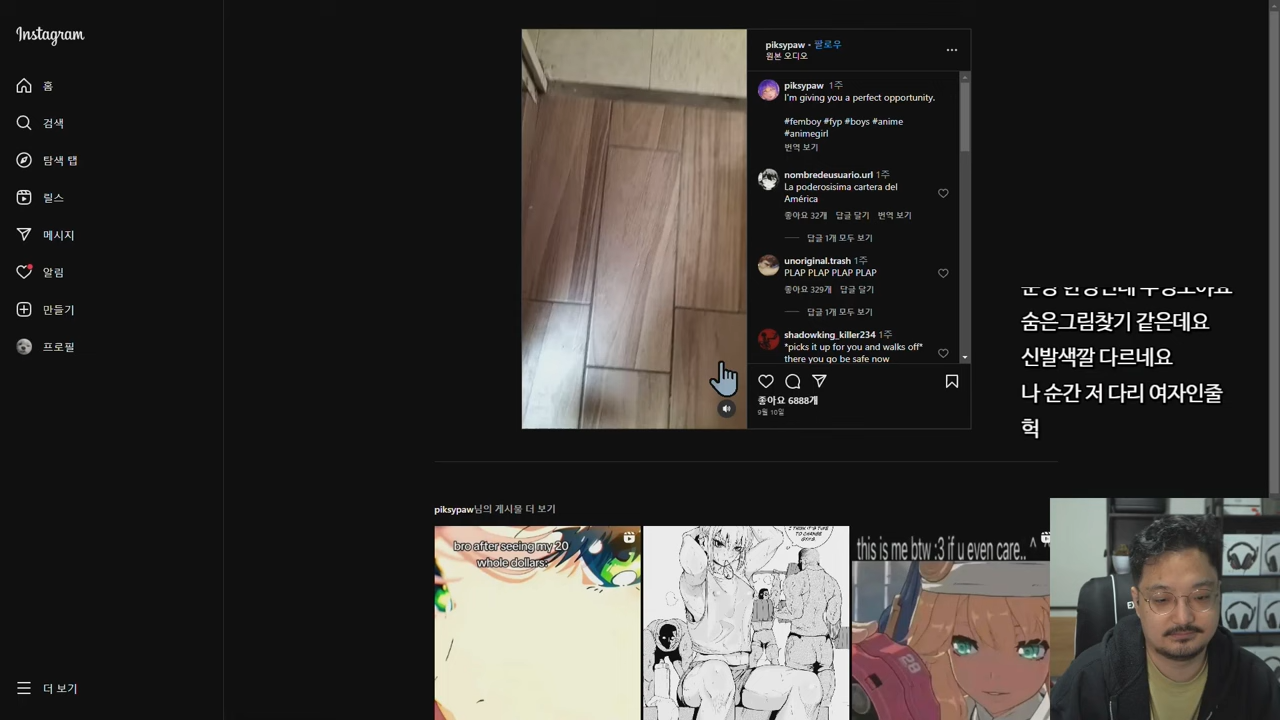 Instagram
홈
검색
탐색 탭
릴스
메시지
알림
만들기
프로필
더 보기
piksypaw • 팔로우
원본 오디오
piksypaw 1주
I'm giving you a perfect opportunity.
#femboy #fyp #boys #anime
#animegirl
번역 보기
nombredeusuario.url 1주
La poderosisima cartera del
América
좋아요 32개 답글 달기 번역 보기
답글 1개 모두 보기
unoriginal.trash 1주
PLAP PLAP PLAP PLAP
좋아요 329개 답글 달기
답글 1개 모두 보기
shadowking_killer234 1주
*picks it up for you and walks off*
there you go be safe now
좋아요 6888개
9월 10일
숨은그림찾기 같은데요
신발색깔 다르네요
나 순간 저 다리 여자인줄
헉
piksypaw님의 게시물 더 보기
bro after seeing my 20
whole dollars:
I THINK IT'S TIME
TO CHANGE
this is me btw :3 if u even care.. ^
28